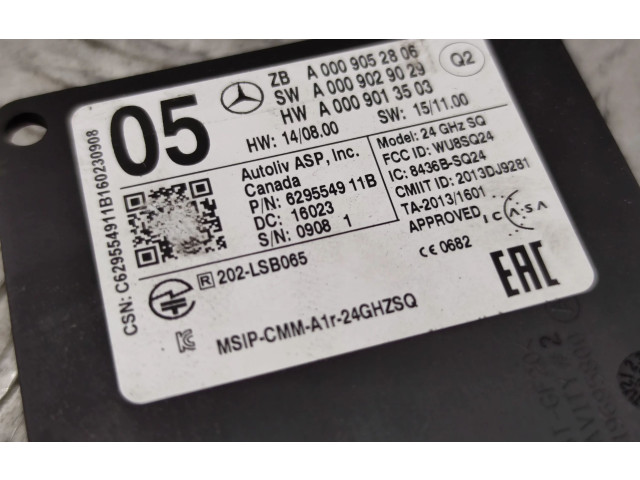 05
ZB A 000 905 28 06
SW A 000 902 90 29
HW A 000 901 35 03
Q2
HW: 14/08.00 SW: 15/11.00
Autoliv ASP, Inc.
Canada
P/N: 6295549 11B
DC: 16023
S/N: 0908 1
Model: 24 GHz SQ
FCC ID: WU8SQ24
IC: 8436B-SQ24
CMIIT ID: 2013DJ9281
TA-2013/1601
APPROVED
ICASA
CSN: C629554911B160230908
R 202-LSB065
CE 0682
EAC
MSIP-CMM-A1r-24GHZSQ